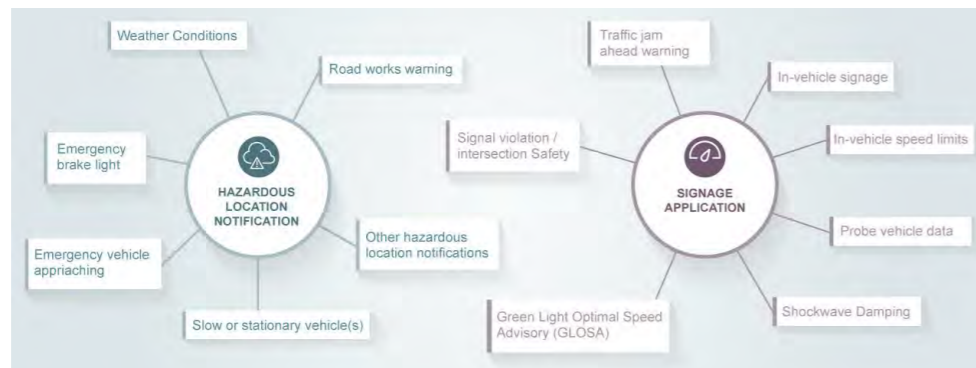 Weather Conditions
Road works warning
Emergency
brake light
HAZARDOUS
LOCATION
NOTIFICATION
Other hazardous
location notifications
Emergency vehicle
appriaching
Slow or stationary vehicle(s)
Traffic jam
ahead warning
In-vehicle signage
Signal violation /
intersection Safety
In-vehicle speed limits
SIGNAGE
APPLICATION
Probe vehicle data
Green Light Optimal Speed
Advisory (GLOSA)
Shockwave Damping